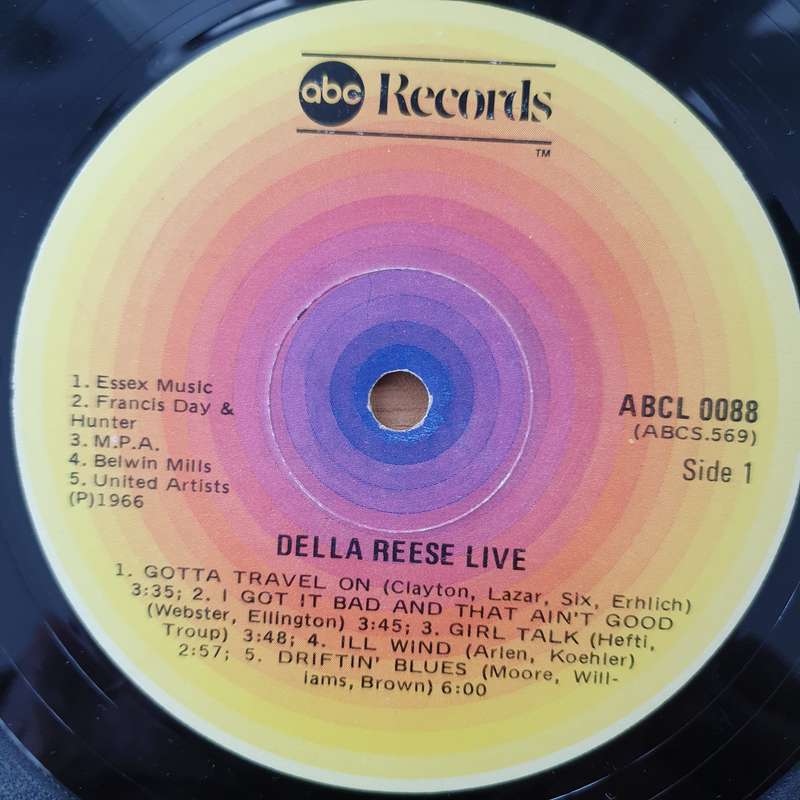 abc Records
TM
1. Essex Music
2. Francis Day &
Hunter
3. M.P.A.
4. Belwin Mills
5. United Artists
(P)1966
ABCL 0088
(ABCS.569)
Side 1
DELLA REESE LIVE
1. GOTTA TRAVEL ON (Clayton, Lazar, Six, Erhlich)
3:35; 2. I GOT IT BAD AND THAT AIN'T GOOD
(Webster, Ellington) 3:45; 3. GIRL TALK (Hefti,
Troup) 3:48; 4. ILL WIND (Arlen, Koehler)
2:57; 5. DRIFTIN' BLUES (Moore, Will-
iams, Brown) 6:00